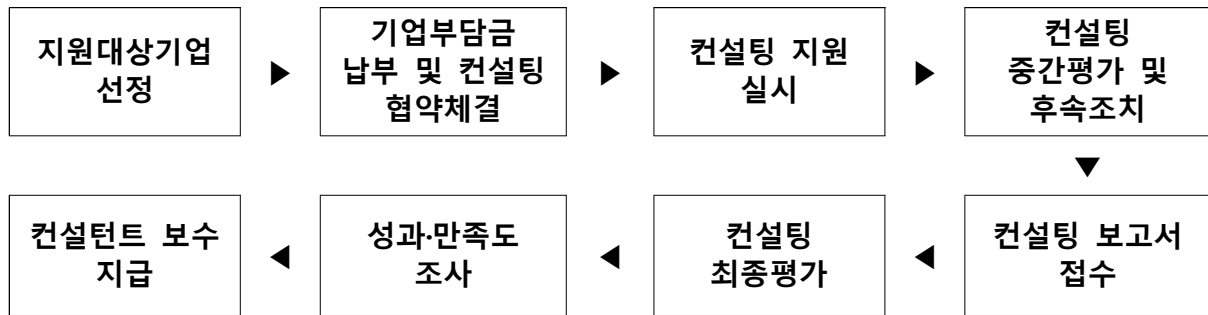 지원대상기업
선정
▶
기업부담금
납부 및 컨설팅
협약체결
▶
컨설팅 지원
실시
▶
컨설팅
중간평가 및
후속조치
▼
컨설팅 보고서
접수
◀
컨설팅
최종평가
◀
성과·만족도
조사
◀
컨설턴트 보수
지급